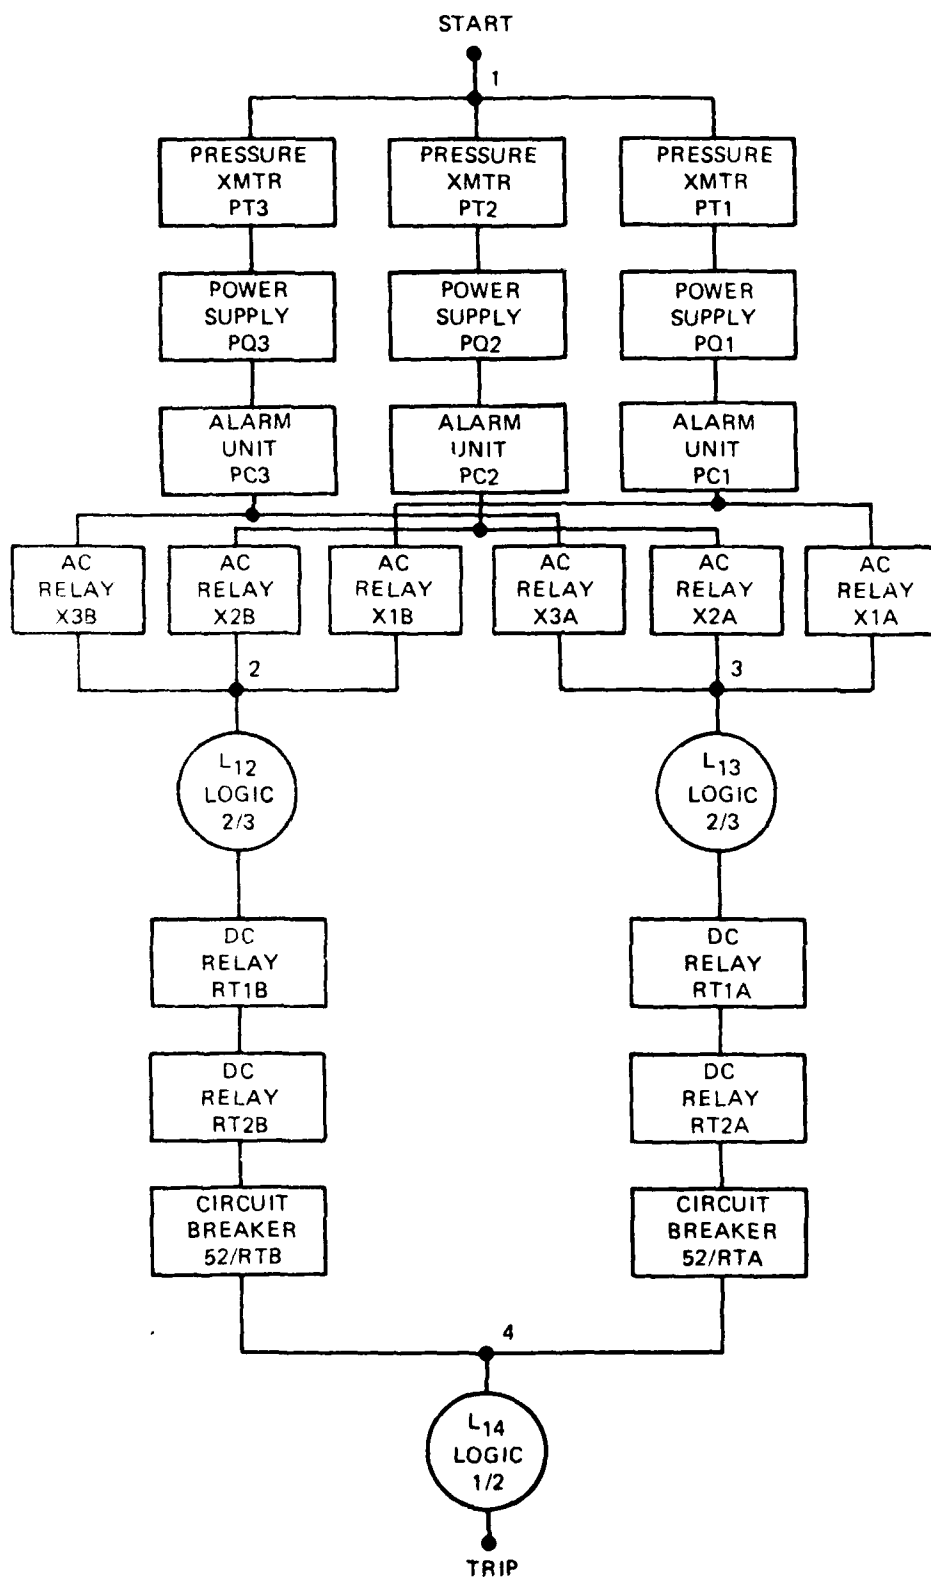 START
1
PRESSURE
XMTR
PT3
PRESSURE
XMTR
PT2
PRESSURE
XMTR
PT1
POWER
SUPPLY
PQ3
POWER
SUPPLY
PQ2
POWER
SUPPLY
PQ1
ALARM
UNIT
PC3
ALARM
UNIT
PC2
ALARM
UNIT
PC1
AC
RELAY
X3B
AC
RELAY
X2B
AC
RELAY
X1B
AC
RELAY
X3A
AC
RELAY
X2A
AC
RELAY
X1A
2
3
L12
LOGIC
2/3
L13
LOGIC
2/3
DC
RELAY
RT1B
DC
RELAY
RT1A
DC
RELAY
RT2B
DC
RELAY
RT2A
CIRCUIT
BREAKER
52/RTB
CIRCUIT
BREAKER
52/RTA
4
L14
LOGIC
1/2
TRIP